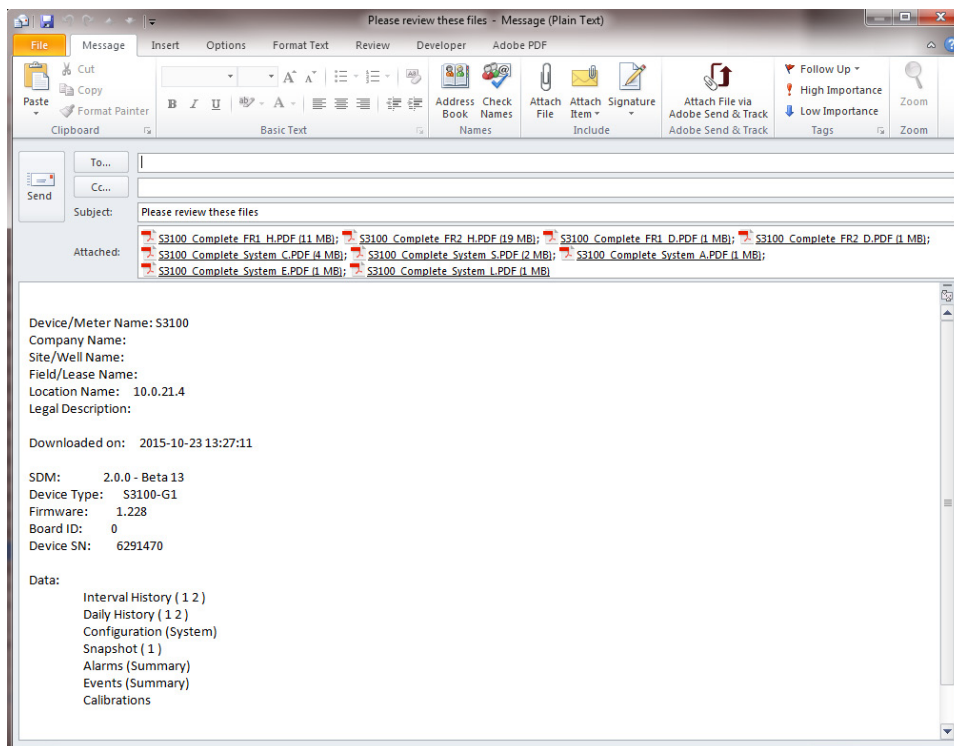 Please review these files - Message (Plain Text)
File Message Insert Options Format Text Review Developer Adobe PDF
Cut
Copy
Format Painter
Paste
Clipboard
B I U
Basic Text
Address Book
Check Names
Names
Attach File
Attach Item
Signature
Include
Attach File via
Adobe Send & Track
Adobe Send & Track
Follow Up
High Importance
Low Importance
Tags
Zoom
Zoom
Send
To...
Cc...
Subject: Please review these files
Attached: S3100_Complete_FR1_H.PDF (11 MB); S3100_Complete_FR2_H.PDF (19 MB); S3100_Complete_FR1_D.PDF (1 MB); S3100_Complete_FR2_D.PDF (1 MB);
S3100_Complete_System_C.PDF (4 MB); S3100_Complete_System_S.PDF (2 MB); S3100_Complete_System_A.PDF (1 MB);
S3100_Complete_System_E.PDF (1 MB); S3100_Complete_System_L.PDF (1 MB)
Device/Meter Name: S3100
Company Name:
Site/Well Name:
Field/Lease Name:
Location Name: 10.0.21.4
Legal Description:
Downloaded on: 2015-10-23 13:27:11
SDM: 2.0.0 - Beta 13
Device Type: S3100-G1
Firmware: 1.228
Board ID: 0
Device SN: 6291470
Data:
Interval History ( 1 2 )
Daily History ( 1 2 )
Configuration (System)
Snapshot ( 1 )
Alarms (Summary)
Events (Summary)
Calibrations